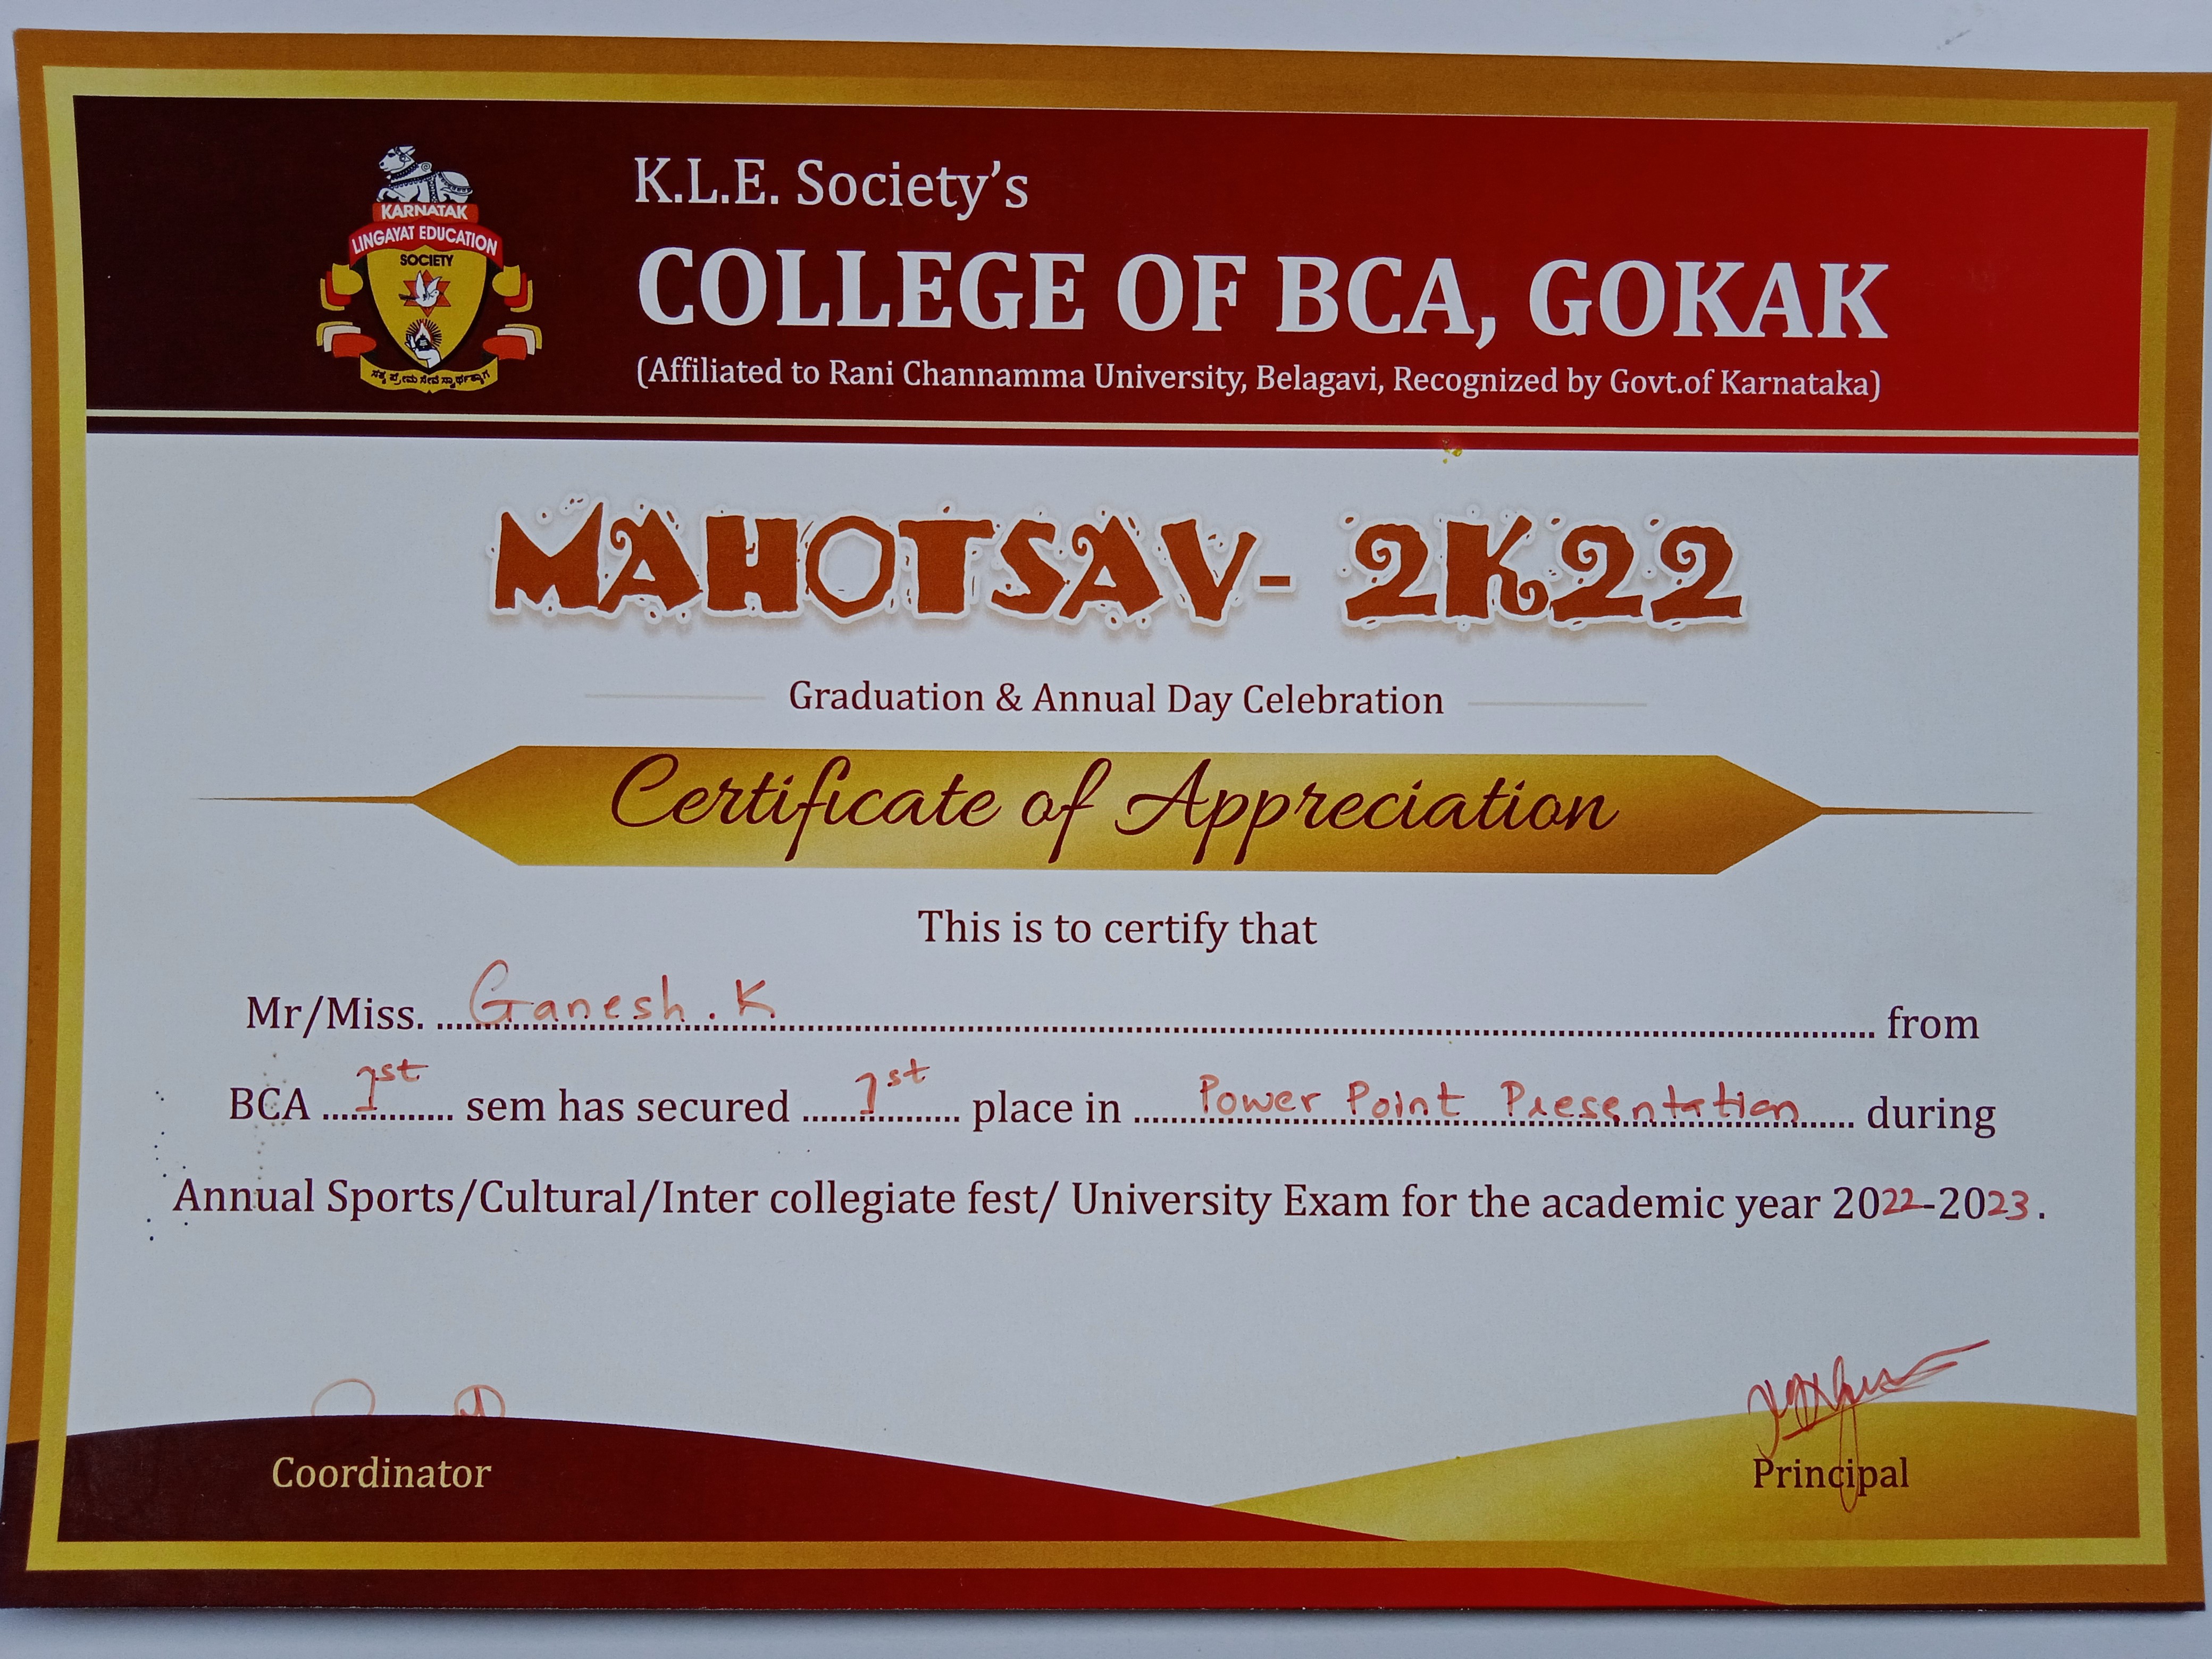 KARNATAK
LINGAYAT EDUCATION
SOCIETY
ಸತ್ಯ ಪ್ರೇಮ ಸೇವೆ ಸ್ವಾರ್ಥತ್ಯಾಗ
K.L.E. Society's
COLLEGE OF BCA, GOKAK
(Affiliated to Rani Channamma University, Belagavi, Recognized by Govt.of Karnataka)
MAHOTSAV- 2K22
Graduation & Annual Day Celebration
Certificate of Appreciation
This is to certify that
Mr/Miss. Ganesh.K from
BCA 1st sem has secured 1st place in Power Point Presentation during
Annual Sports/Cultural/Inter collegiate fest/ University Exam for the academic year 2022-2023.
Coordinator
Principal